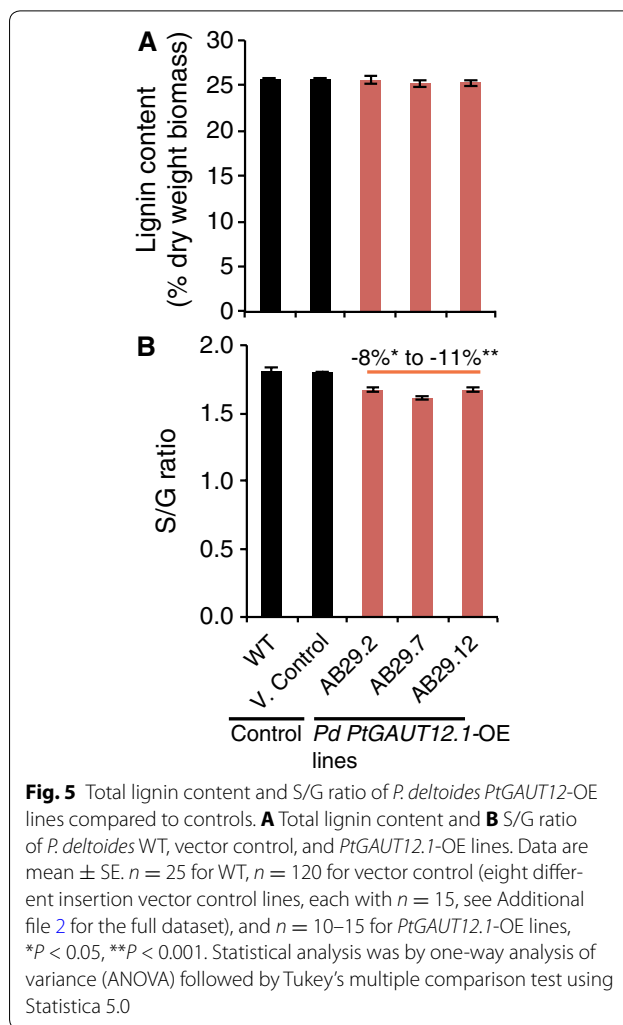 A
30
25
20
15
10
5
0
Lignin content
(% dry weight biomass)
B
2.0
1.5
1.0
0.5
0.0
S/G ratio
-8%* to -11%**
WT
V. Control
AB29.2
AB29.7
AB29.12
Control
Pd PtGAUT12.1-OE
lines
Fig. 5 Total lignin content and S/G ratio of P. deltoides PtGAUT12-OE
lines compared to controls. A Total lignin content and B S/G ratio
of P. deltoides WT, vector control, and PtGAUT12.1-OE lines. Data are
mean ± SE. n = 25 for WT, n = 120 for vector control (eight differ-
ent insertion vector control lines, each with n = 15, see Additional
file 2 for the full dataset), and n = 10–15 for PtGAUT12.1-OE lines,
*P < 0.05, **P < 0.001. Statistical analysis was by one-way analysis of
variance (ANOVA) followed by Tukey’s multiple comparison test using
Statistica 5.0